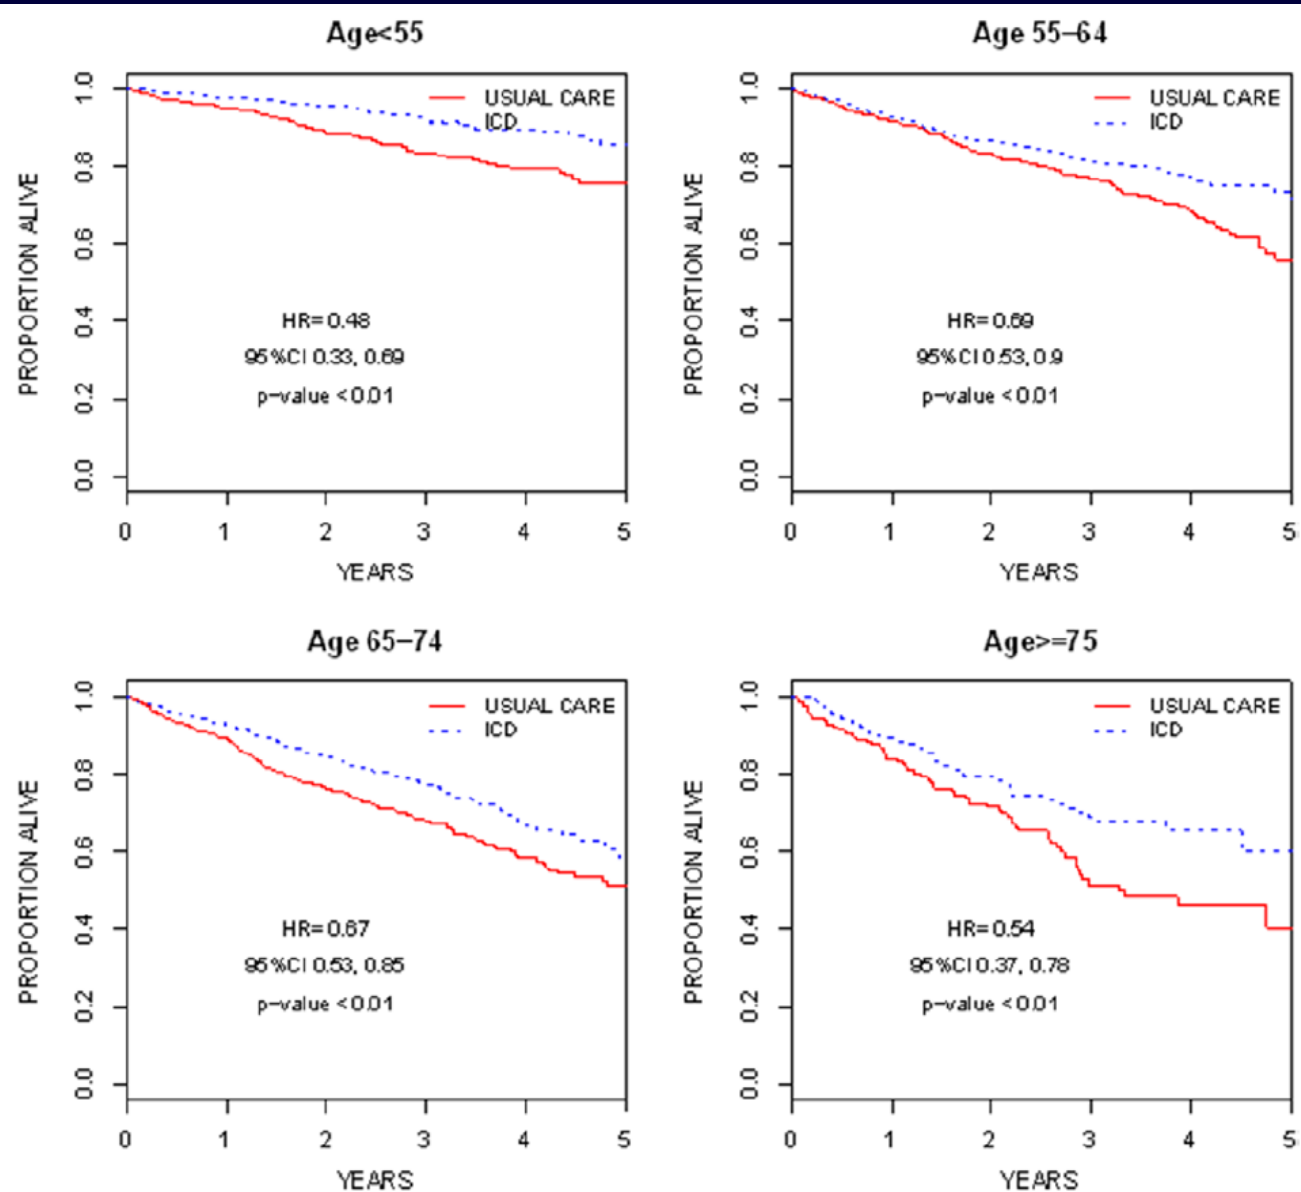 Age<55
1.0
0.8
0.6
0.4
0.2
0.0
PROPORTION ALIVE
USUAL CARE
ICD
HR= 0.48
95%CI 0.33, 0.69
p-value <0.01
0 1 2 3 4 5
YEARS
Age 55-64
1.0
0.8
0.6
0.4
0.2
0.0
PROPORTION ALIVE
USUAL CARE
ICD
HR= 0.69
95%CI 0.53, 0.9
p-value <0.01
0 1 2 3 4 5
YEARS
Age 65-74
1.0
0.8
0.6
0.4
0.2
0.0
PROPORTION ALIVE
USUAL CARE
ICD
HR= 0.67
95%CI 0.53, 0.85
p-value <0.01
0 1 2 3 4 5
YEARS
Age>=75
1.0
0.8
0.6
0.4
0.2
0.0
PROPORTION ALIVE
USUAL CARE
ICD
HR= 0.54
95%CI 0.37, 0.78
p-value <0.01
0 1 2 3 4 5
YEARS